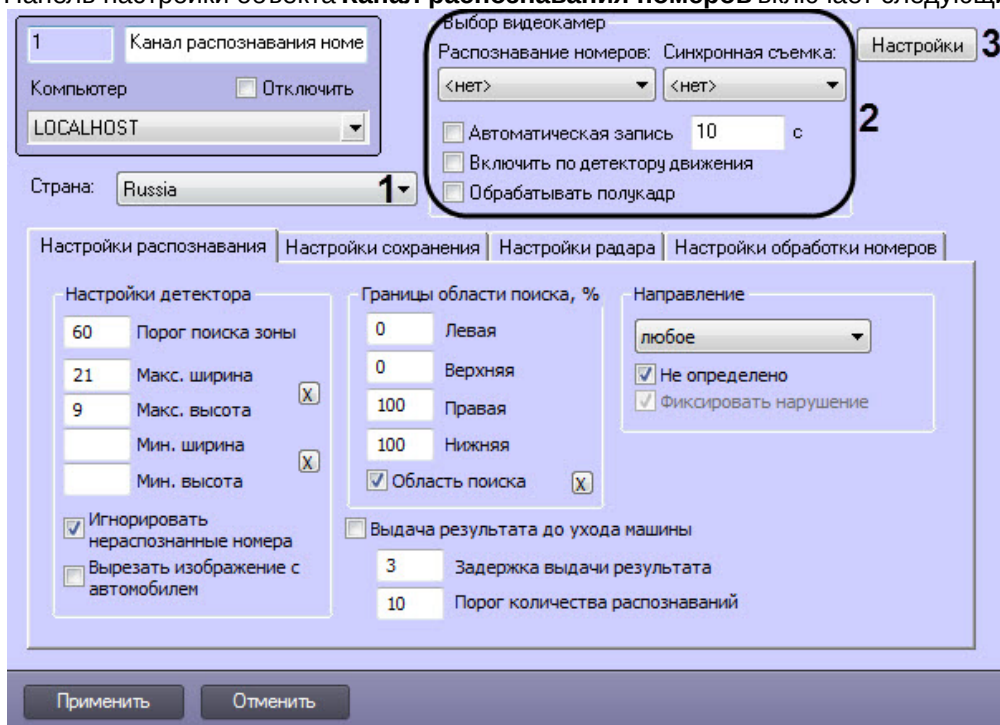 Панель настройки объекта Канал распознавания номеров включает следующи
1
Канал распознавания номе
Компьютер
Отключить
LOCALHOST
Страна:
Russia
1
Выбор видеокамер
Распознавание номеров:
Синхронная съемка:
<нет>
<нет>
Автоматическая запись
10
с
Включить по детектору движения
Обрабатывать полукадр
2
Настройки
3
Настройки распознавания
Настройки сохранения
Настройки радара
Настройки обработки номеров
Настройки детектора
60
Порог поиска зоны
21
Макс. ширина
X
9
Макс. высота
Мин. ширина
X
Мин. высота
Игнорировать
нераспознанные номера
Вырезать изображение с
автомобилем
Границы области поиска, %
0
Левая
0
Верхняя
100
Правая
100
Нижняя
Область поиска
X
Направление
любое
Не определено
Фиксировать нарушение
Выдача результата до ухода машины
3
Задержка выдачи результата
10
Порог количества распознаваний
Применить
Отменить